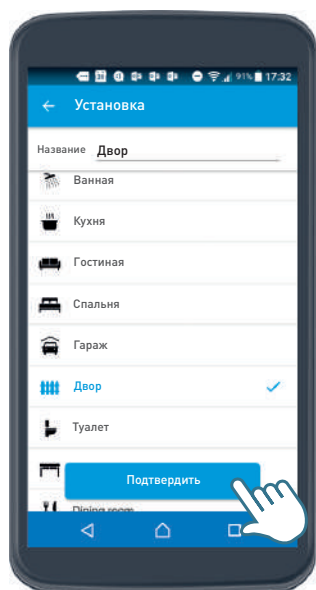 91% 17:32
Установка
Название Двор
Ванная
Кухня
Гостиная
Спальня
Гараж
Двор
Туалет
Подтвердить
Dining room